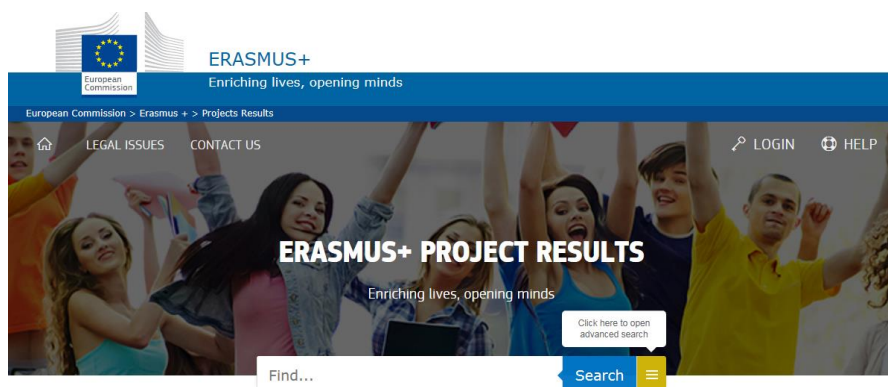 ERASMUS+
European
Commission
Enriching lives, opening minds
European Commission > Erasmus + > Projects Results
LEGAL ISSUES CONTACT US LOGIN HELP
ERASMUS+ PROJECT RESULTS
Enriching lives, opening minds
Click here to open
advanced search
Find... Search